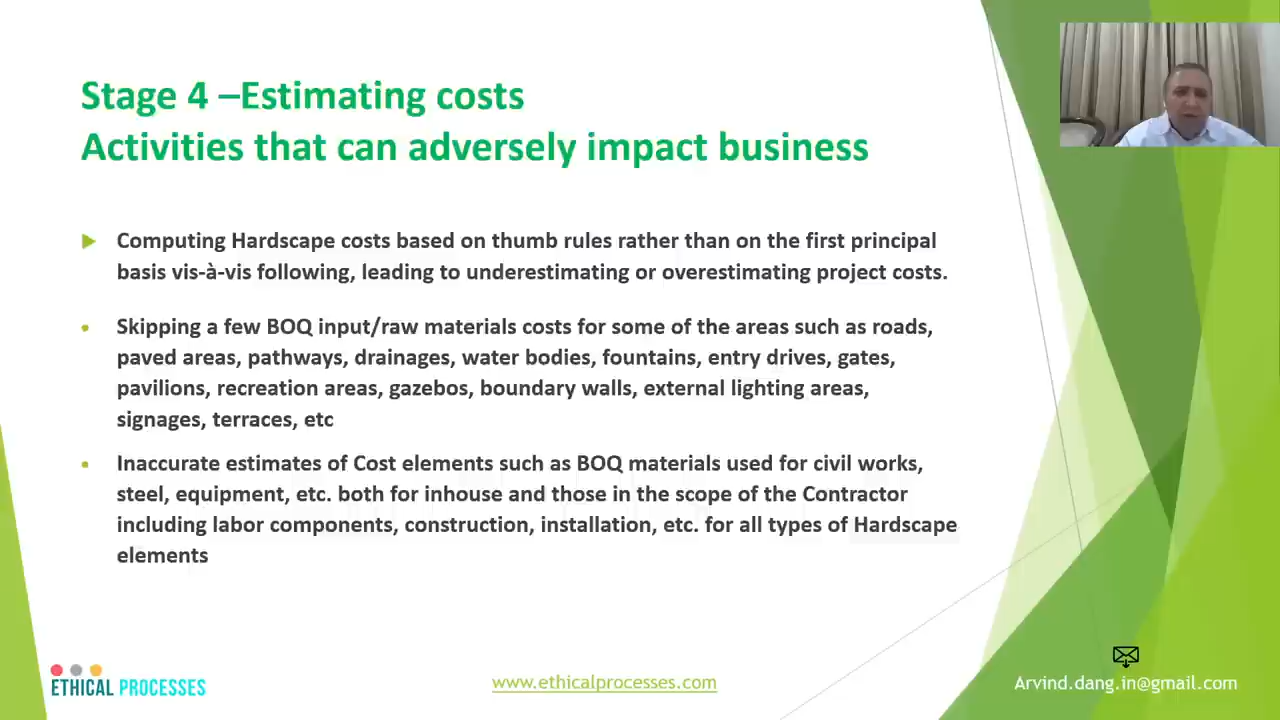 Stage 4 –Estimating costs
Activities that can adversely impact business
Computing Hardscape costs based on thumb rules rather than on the first principal
basis vis-à-vis following, leading to underestimating or overestimating project costs.
Skipping a few BOQ input/raw materials costs for some of the areas such as roads,
paved areas, pathways, drainages, water bodies, fountains, entry drives, gates,
pavilions, recreation areas, gazebos, boundary walls, external lighting areas,
signages, terraces, etc
Inaccurate estimates of Cost elements such as BOQ materials used for civil works,
steel, equipment, etc. both for inhouse and those in the scope of the Contractor
including labor components, construction, installation, etc. for all types of Hardscape
elements
ETHICAL PROCESSES
www.ethicalprocesses.com
Arvind.dang.in@gmail.com